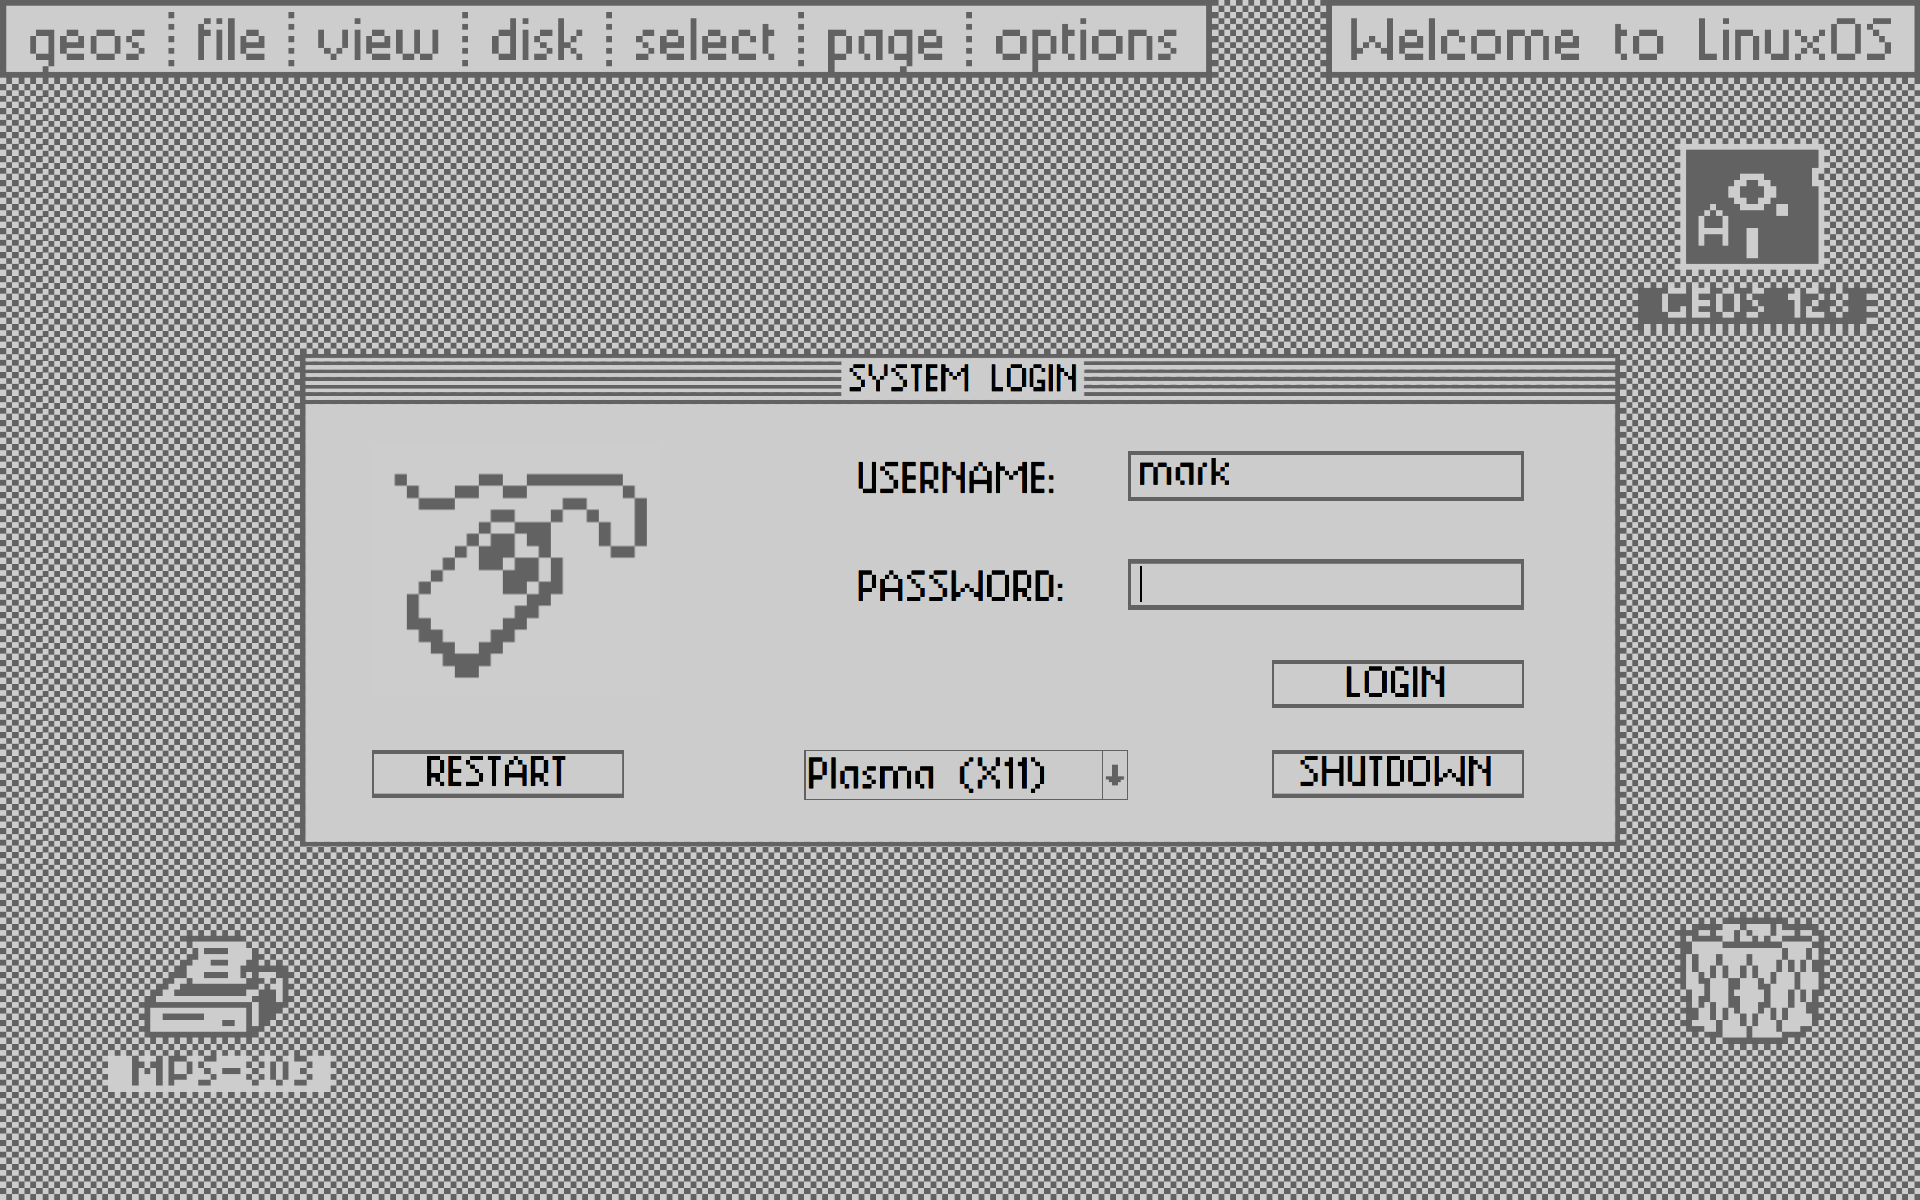 geos file view disk select page options
Welcome to LinuxOS
A
GEOS 128
SYSTEM LOGIN
USERNAME: mark
PASSWORD:
LOGIN
RESTART Plasma (X11) SHUTDOWN
MPS-803